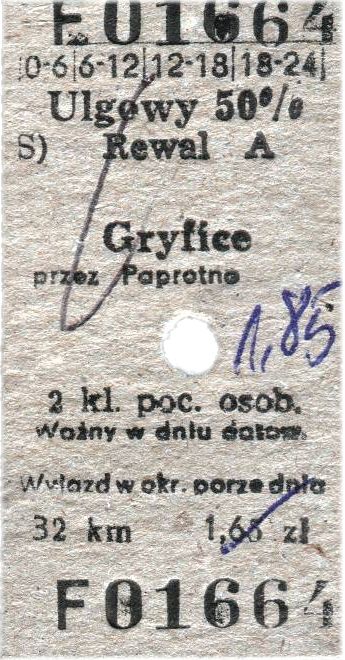 F01664
|0-6|6-12|12-18|18-24|
Ulgowy 50%
S) Rewal A
Gryfice
przez Paprotno
1,85
2 kl. poc. osob.
Ważny w dniu datow.
Wyjazd w okr. porze dnia
32 km 1,65 zł
F01664